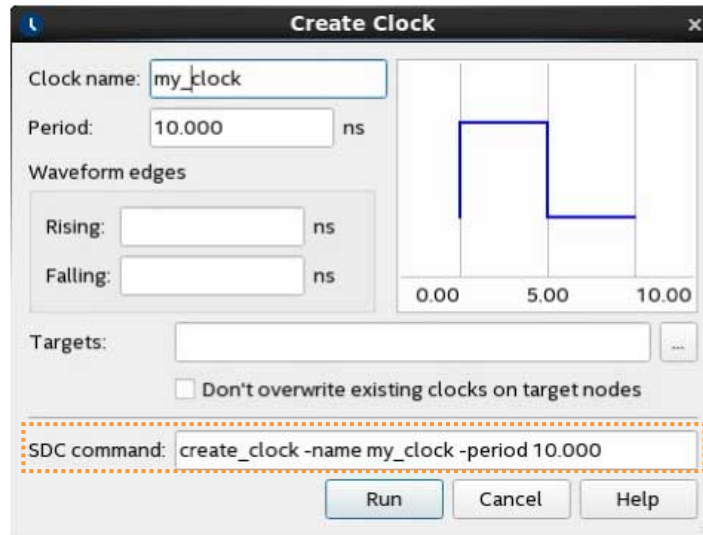 Create Clock
Clock name: my_clock
Period: 10.000 ns
Waveform edges
Rising: ns
Falling: ns
0.00 5.00 10.00
Targets: ...
Don't overwrite existing clocks on target nodes
SDC command: create_clock -name my_clock -period 10.000
Run Cancel Help